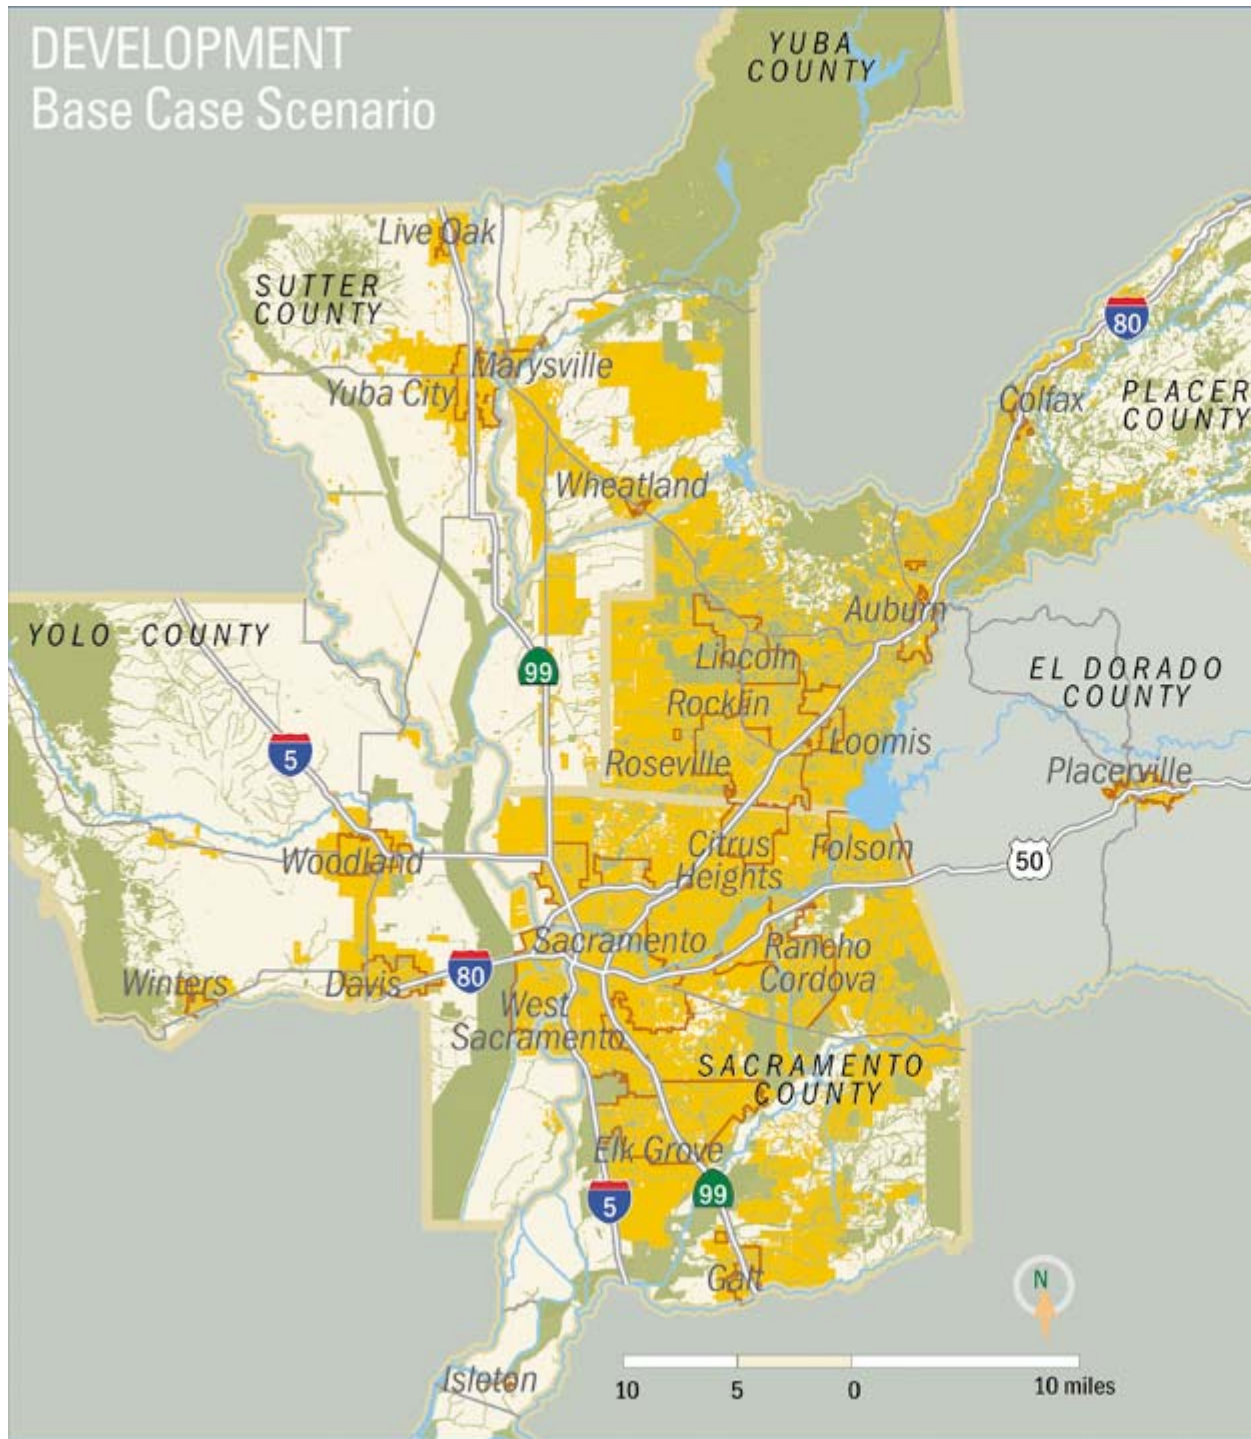 DEVELOPMENT
Base Case Scenario
YUBA
COUNTY
Live Oak
SUTTER
COUNTY
80
Marysville
Yuba City
Colfax
PLACER
COUNTY
Wheatland
Auburn
YOLO COUNTY
99
Lincoln
EL DORADO
COUNTY
Rocklin
5
Loomis
Roseville
Placerville
Woodland
Citrus
Heights
Folsom
50
Sacramento
Rancho
Cordova
Winters
Davis
80
West
Sacramento
SACRAMENTO
COUNTY
Elk Grove
5
99
Galt
N
Isleton
10 5 0 10 miles